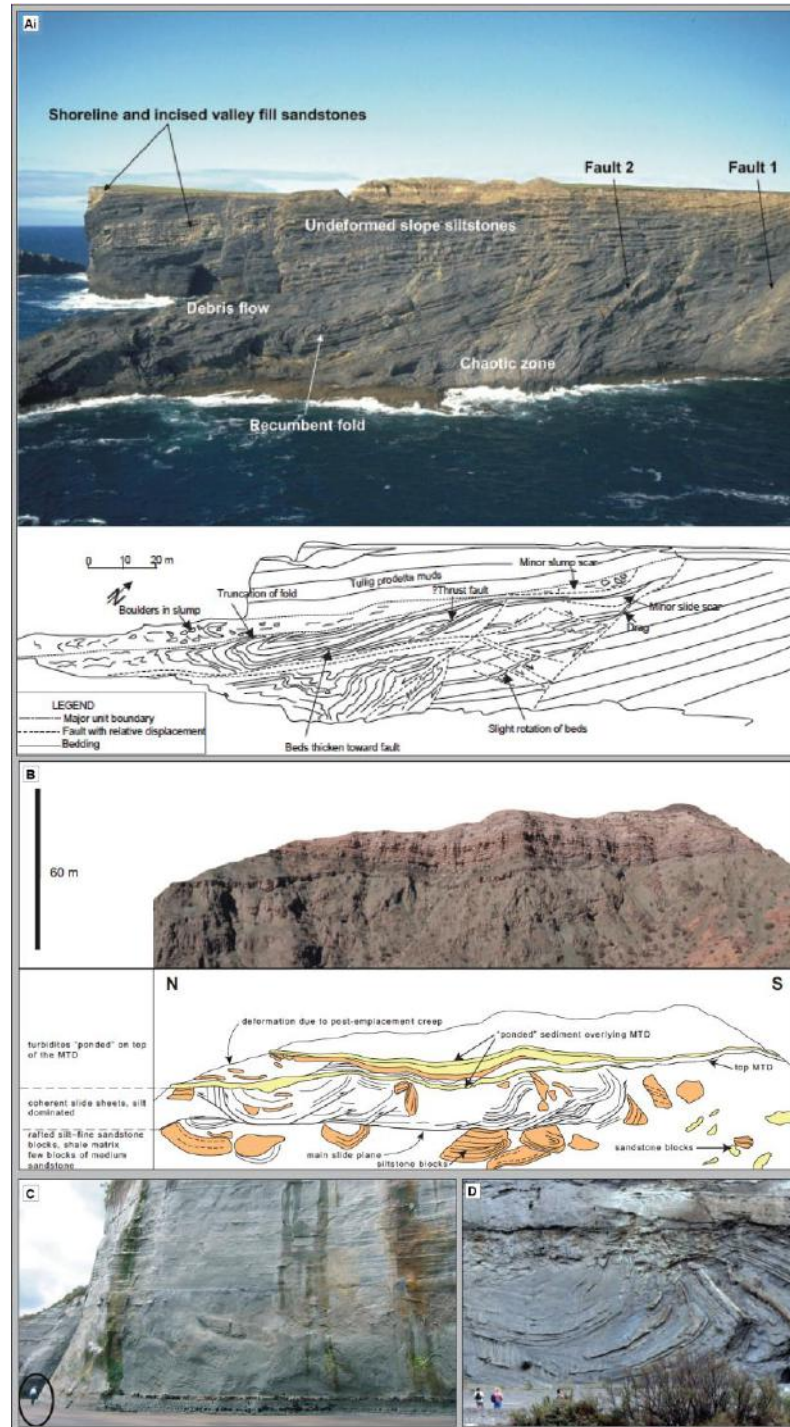 Ai
Shoreline and incised valley fill sandstones
Fault 2
Fault 1
Undeformed slope siltstones
Debris flow
Chaotic zone
Recumbent fold
0 10 20 m
N
Boulders in slump
Truncation of fold
Tullig prodelta muds
?Thrust fault
Minor slump scar
Minor slide scar
Drag
Slight rotation of beds
Beds thicken toward fault
LEGEND
Major unit boundary
Fault with relative displacement
Bedding
B
60 m
N
S
turbidites "ponded" on top
of the MTD
deformation due to post-emplacement creep
"ponded" sediment overlying MTD
top MTD
coherent slide sheets, silt
dominated
rafted silt-fine sandstone
blocks, shale matrix
few blocks of medium
sandstone
main slide plane
siltstone blocks
sandstone blocks
C
D